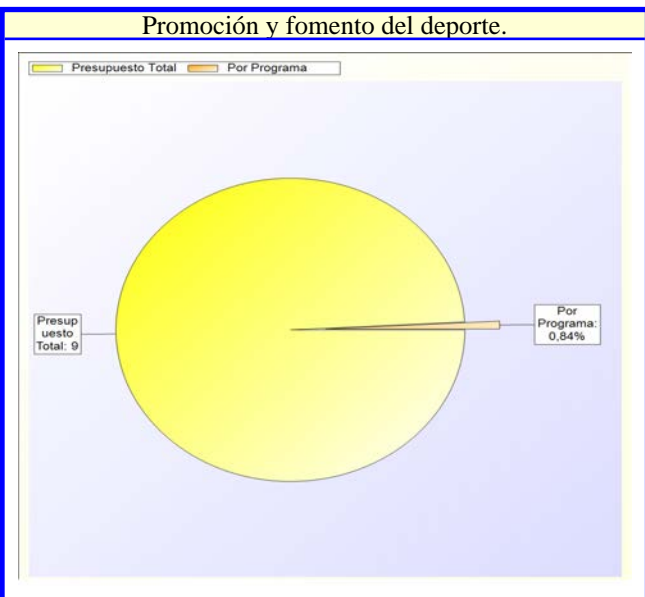 Promoción y fomento del deporte.
Presupuesto Total Por Programa
Presup
uesto
Total: 9
Por
Programa:
0,84%